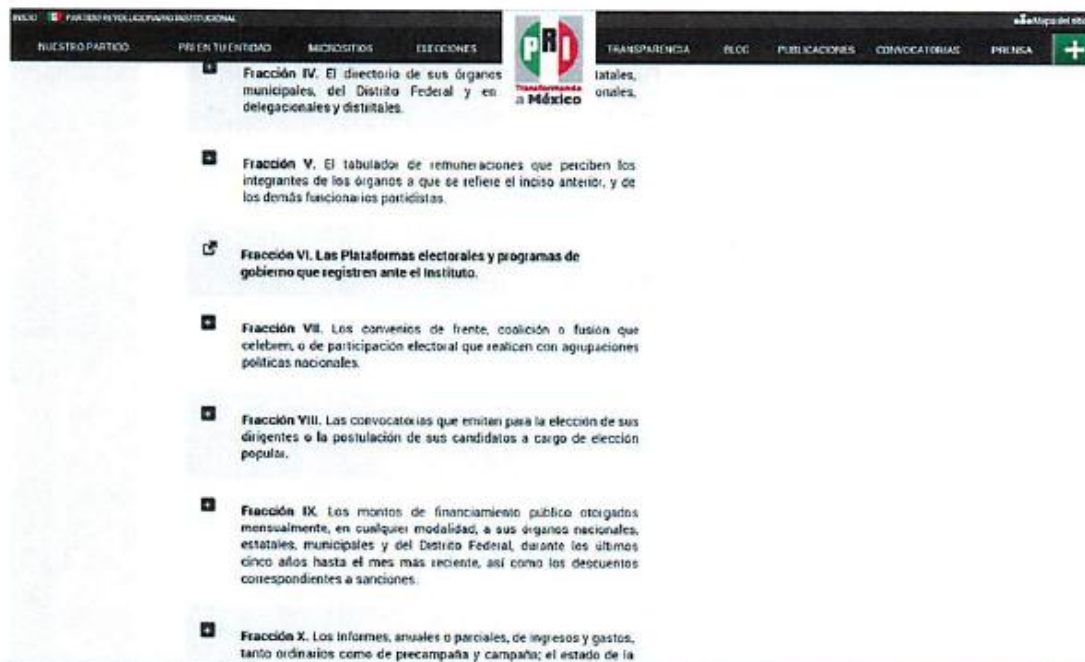 INICIO PARTIDO REVOLUCIONARIO INSTITUCIONAL
Mapa del sitio
NUESTRO PARTIDO PRI EN TU ENTIDAD MICROSITIOS ELECCIONES PRI TRANSPARENCIA BLOG PUBLICACIONES CONVOCATORIAS PRENSA +
Transformando
a México
Fracción IV. El directorio de sus órganos atales,
municipales, del Distrito Federal y en onales,
delegacionales y distritales.
Fracción V. El tabulador de remuneraciones que perciben los
integrantes de los órganos a que se refiere el inciso anterior, y de
los demás funcionarios partidistas.
Fracción VI. Las Plataformas electorales y programas de
gobierno que registren ante el Instituto.
Fracción VII. Los convenios de frente, coalición o fusión que
celebren, o de participación electoral que realicen con agrupaciones
políticas nacionales.
Fracción VIII. Las convocatorias que emitan para la elección de sus
dirigentes o la postulación de sus candidatos a cargo de elección
popular.
Fracción IX. Los montos de financiamiento público otorgados
mensualmente, en cualquier modalidad, a sus órganos nacionales,
estatales, municipales y del Distrito Federal, durante los últimos
cinco años hasta el mes más reciente, así como los descuentos
correspondientes a sanciones.
Fracción X. Los Informes, anuales o parciales, de ingresos y gastos,
tanto ordinarios como de precampaña y campaña; el estado de la